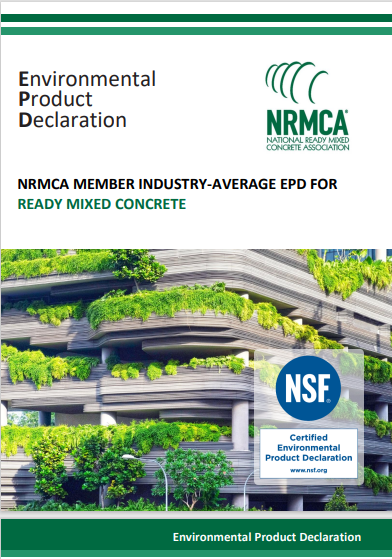 Environmental
Product
Declaration
NRMCA®
NATIONAL READY MIXED
CONCRETE ASSOCIATION
NRMCA MEMBER INDUSTRY-AVERAGE EPD FOR
READY MIXED CONCRETE
NSF®
Certified
Environmental
Product Declaration
www.nsf.org
Environmental Product Declaration